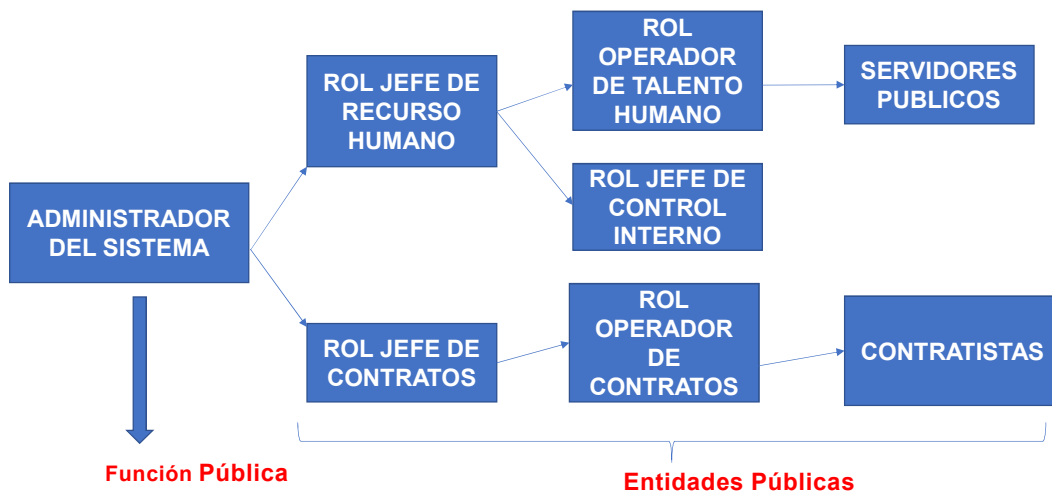 ADMINISTRADOR
DEL SISTEMA
ROL JEFE DE
RECURSO
HUMANO
ROL
OPERADOR
DE TALENTO
HUMANO
SERVIDORES
PUBLICOS
ROL JEFE DE
CONTROL
INTERNO
ROL JEFE DE
CONTRATOS
ROL
OPERADOR
DE
CONTRATOS
CONTRATISTAS
Función Pública
Entidades Públicas